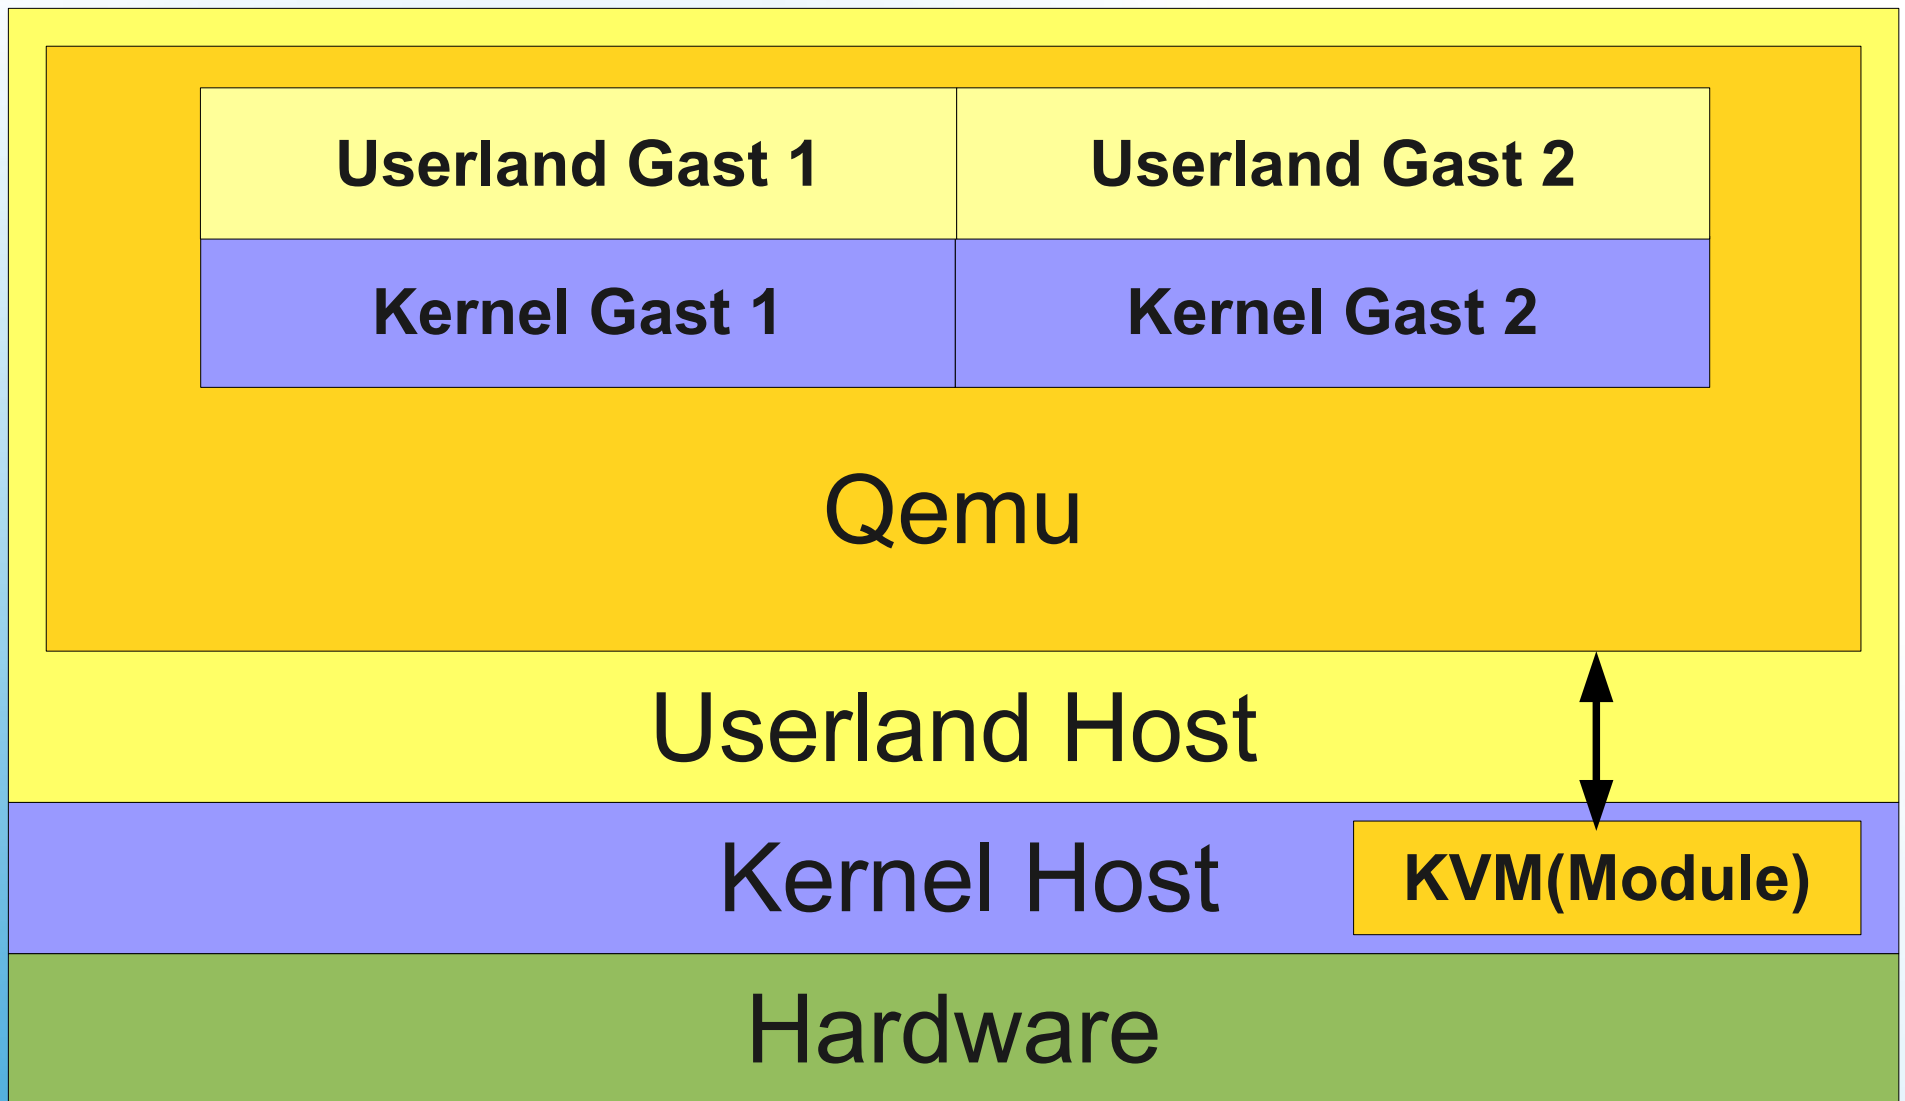 Userland Gast 1
Userland Gast 2
Kernel Gast 1
Kernel Gast 2
Qemu
Userland Host
Kernel Host
KVM(Module)
Hardware